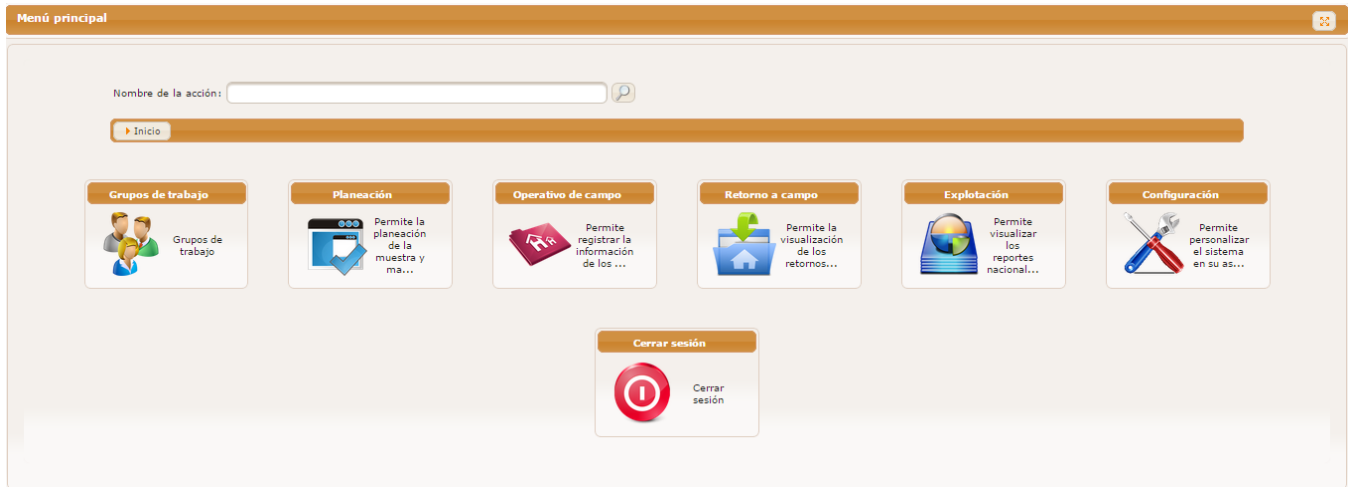 Menú principal
Nombre de la acción:
Inicio
Grupos de trabajo
Grupos de
trabajo
Planeación
Permite la
planeación
de la
muestra y
ma...
Operativo de campo
Permite
registrar la
información
de los ...
Retorno a campo
Permite la
visualización
de los
retornos...
Explotación
Permite
visualizar
los
reportes
nacional...
Configuración
Permite
personalizar
el sistema
en su as...
Cerrar sesión
Cerrar
sesión